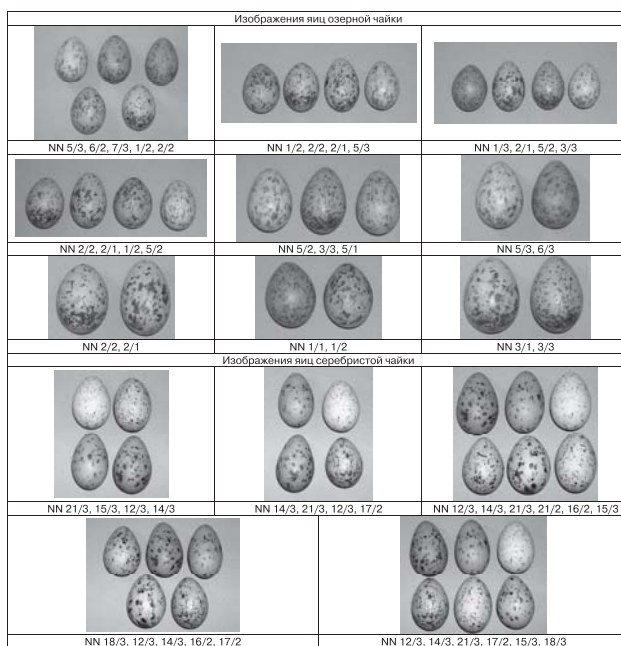 Изображения яиц озерной чайки
NN 5/3, 6/2, 7/3, 1/2, 2/2
NN 1/2, 2/2, 2/1, 5/3
NN 1/3, 2/1, 5/2, 3/3
NN 2/2, 2/1, 1/2, 5/2
NN 5/2, 3/3, 5/1
NN 5/3, 6/3
NN 2/2, 2/1
NN 1/1, 1/2
NN 3/1, 3/3
Изображения яиц серебристой чайки
NN 21/3, 15/3, 12/3, 14/3
NN 14/3, 21/3, 12/3, 17/2
NN 12/3, 14/3, 21/3, 21/2, 16/2, 15/3
NN 18/3, 12/3, 14/3, 16/2, 17/2
NN 12/3, 14/3, 21/3, 17/2, 15/3, 18/3